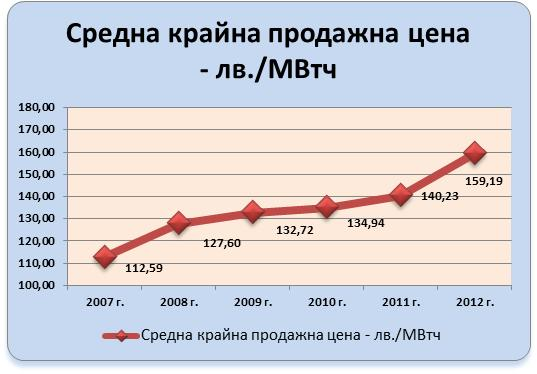 Средна крайна продажна цена
- лв./МВтч
180,00
170,00
160,00
150,00
140,00
130,00
120,00
110,00
100,00
112,59
127,60
132,72
134,94
140,23
159,19
2007 г.
2008 г.
2009 г.
2010 г.
2011 г.
2012 г.
Средна крайна продажна цена - лв./МВтч